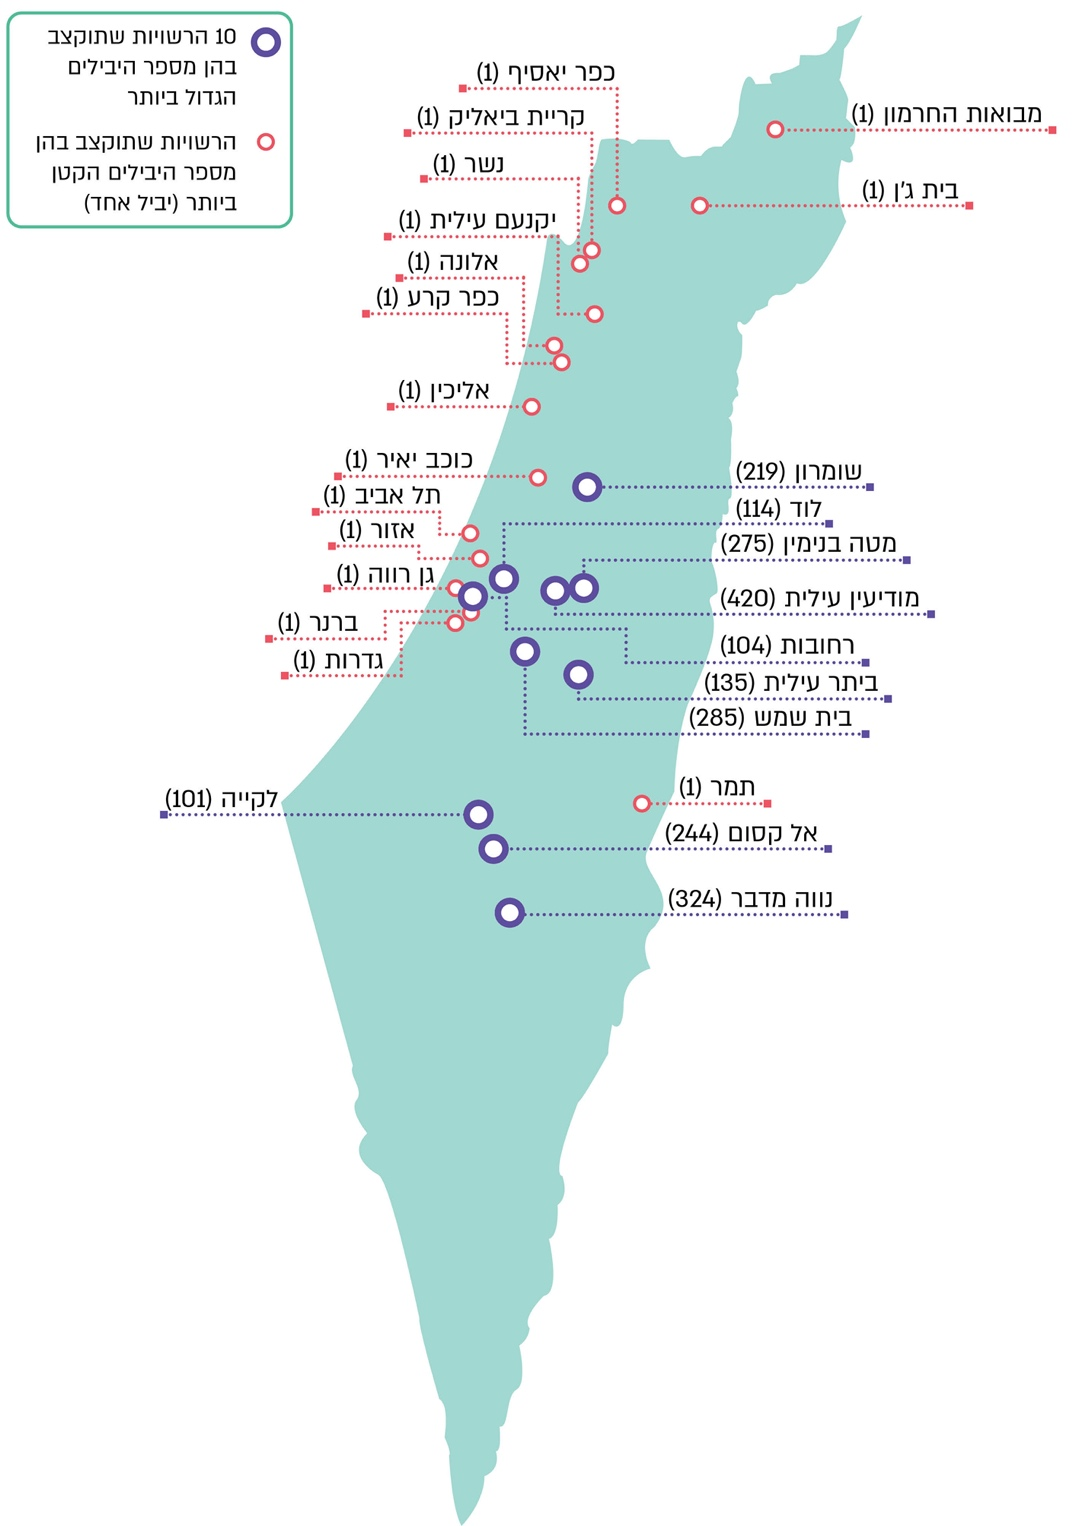 10 הרשויות שתוקצב
בהן מספר היבילים
הגדול ביותר
הרשויות שתוקצב בהן
מספר היבילים הקטן
ביותר (יביל אחד)
כפר יאסיף (1)
מבואות החרמון (1)
קריית ביאליק (1)
נשר (1)
בית ג'ן (1)
יקנעם עילית (1)
אלונה (1)
כפר קרע (1)
אליכין (1)
כוכב יאיר (1)
שומרון (219)
תל אביב (1)
לוד (114)
אזור (1)
מטה בנימין (275)
גן רווה (1)
מודיעין עילית (420)
ברנר (1)
רחובות (104)
גדרות (1)
ביתר עילית (135)
בית שמש (285)
תמר (1)
לקייה (101)
אל קסום (244)
נווה מדבר (324)